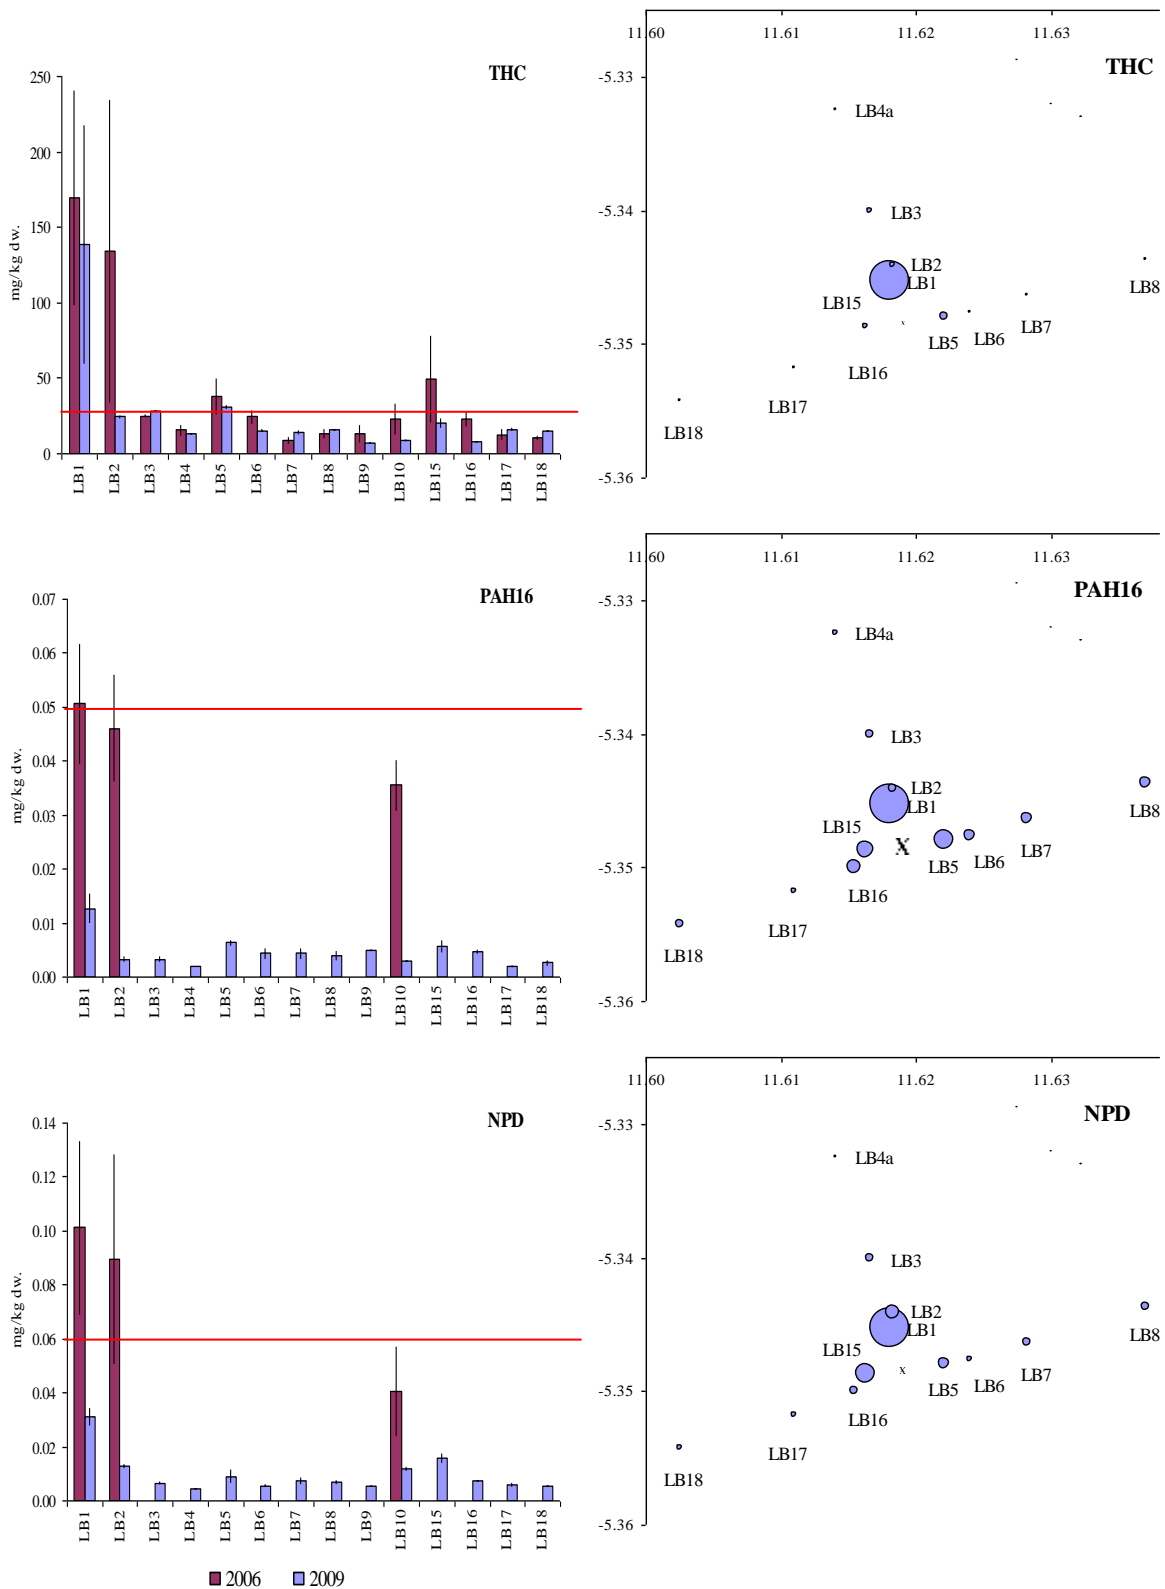 THC
250
200
150
100
50
0
mg/kg dw.
LB1
LB2
LB3
LB4
LB5
LB6
LB7
LB8
LB9
LB10
LB15
LB16
LB17
LB18
11.60
11.61
11.62
11.63
THC
-5.33
-5.34
-5.35
-5.36
LB4a
LB3
LB2
LB1
LB15
LB8
LB7
LB6
LB5
LB16
LB17
LB18
x
PAH16
0.07
0.06
0.05
0.04
0.03
0.02
0.01
0.00
mg/kg dw.
LB1
LB2
LB3
LB4
LB5
LB6
LB7
LB8
LB9
LB10
LB15
LB16
LB17
LB18
11.60
11.61
11.62
11.63
PAH16
-5.33
-5.34
-5.35
-5.36
LB4a
LB3
LB2
LB1
LB15
LB8
LB7
LB6
LB5
LB16
LB17
LB18
X
NPD
0.14
0.12
0.10
0.08
0.06
0.04
0.02
0.00
mg/kg dw.
LB1
LB2
LB3
LB4
LB5
LB6
LB7
LB8
LB9
LB10
LB15
LB16
LB17
LB18
11.60
11.61
11.62
11.63
NPD
-5.33
-5.34
-5.35
-5.36
LB4a
LB3
LB2
LB1
LB15
LB8
LB7
LB6
LB5
LB16
LB17
LB18
x
2006
2009